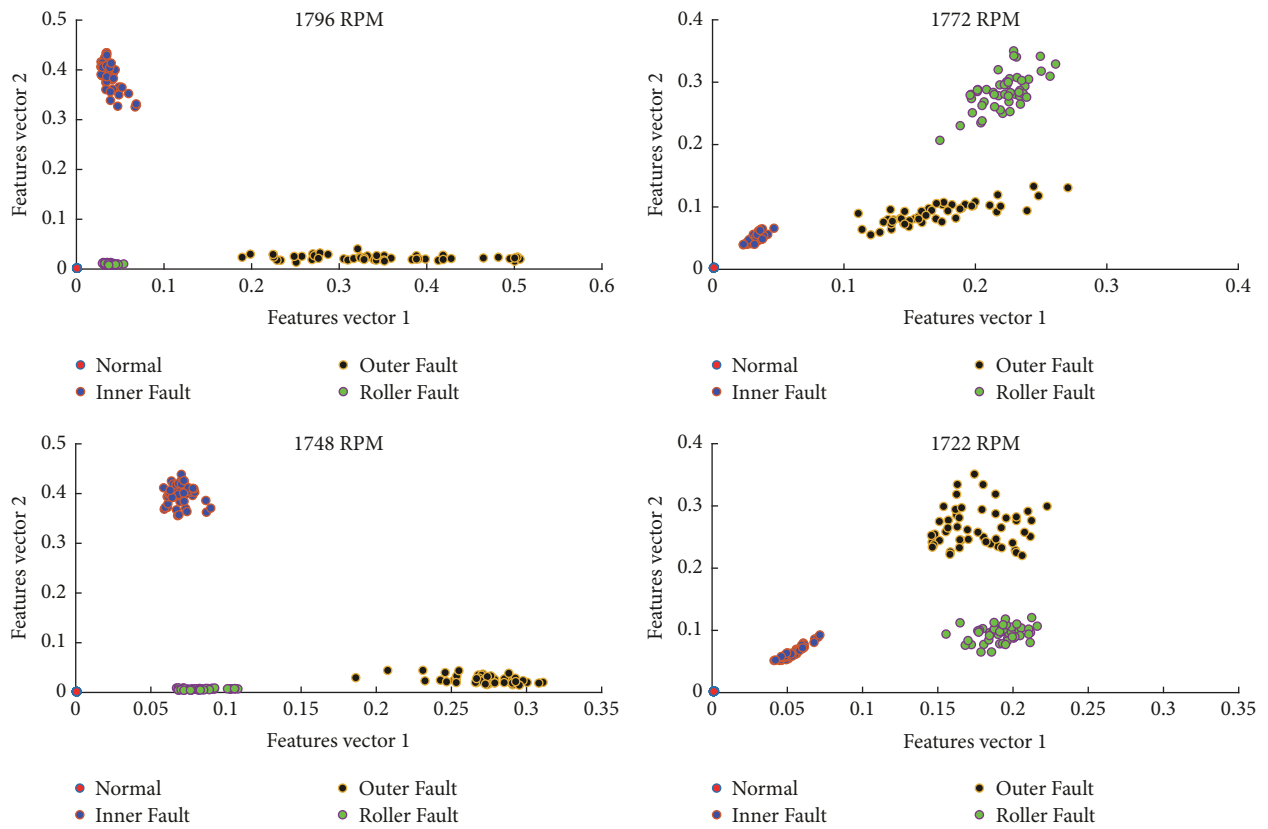 1796 RPM
0.5
0.4
0.3
0.2
0.1
0
Features vector 2
0 0.1 0.2 0.3 0.4 0.5 0.6
Features vector 1
Normal Outer Fault
Inner Fault Roller Fault
1772 RPM
0.4
0.3
0.2
0.1
0
Features vector 2
0 0.1 0.2 0.3 0.4
Features vector 1
Normal Outer Fault
Inner Fault Roller Fault
1748 RPM
0.5
0.4
0.3
0.2
0.1
0
Features vector 2
0 0.05 0.1 0.15 0.2 0.25 0.3 0.35
Features vector 1
Normal Outer Fault
Inner Fault Roller Fault
1722 RPM
0.4
0.3
0.2
0.1
0
Features vector 2
0 0.05 0.1 0.15 0.2 0.25 0.3 0.35
Features vector 1
Normal Outer Fault
Inner Fault Roller Fault